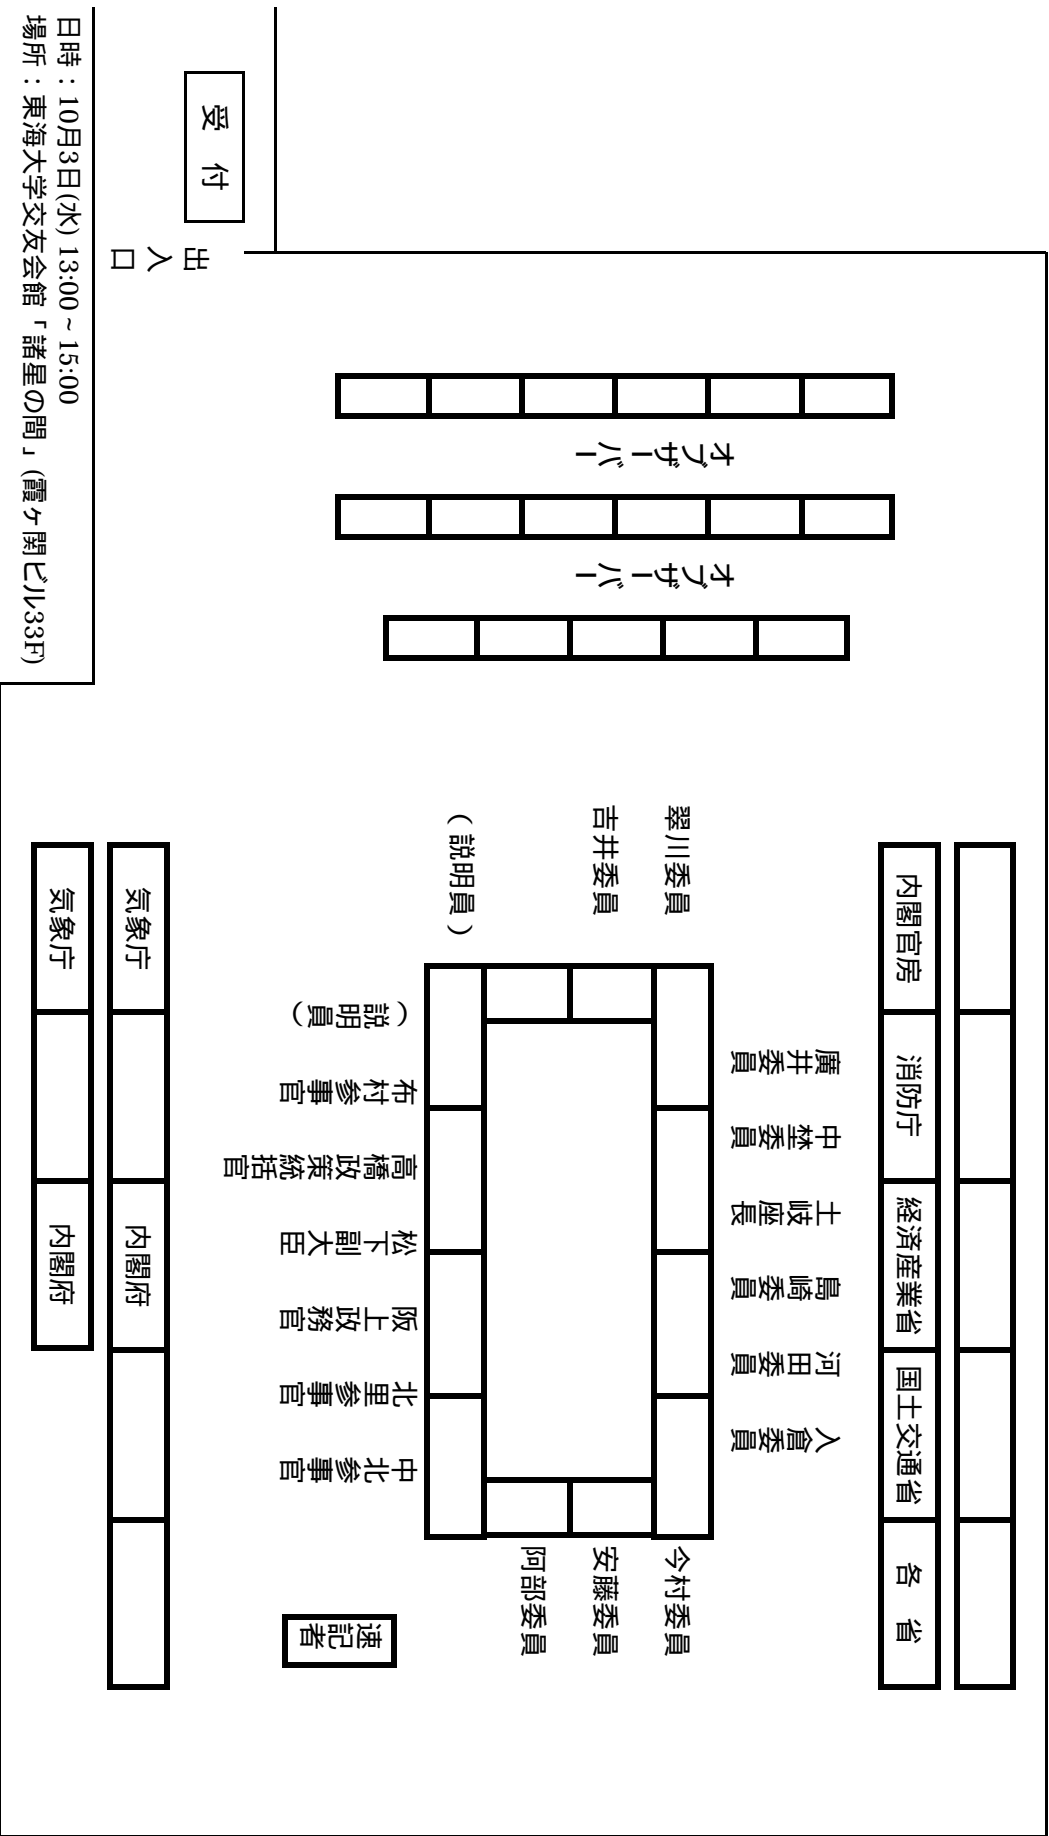 内閣官房
消防庁
経済産業省
国土交通省
各 省
廣井委員
中埜委員
土岐座長
島崎委員
河田委員
入倉委員
翠川委員
吉井委員
(説明員)
今村委員
安藤委員
阿部委員
(説明員)
布村参事官
高橋政策統括官
松下副大臣
阪上政務官
北里参事官
中北参事官
速記者
オブザーバー
オブザーバー
受 付
出入口
気象庁
内閣府
気象庁
内閣府
日時：10月3日(水) 13:00 ~ 15:00
場所：東海大学交友会館「諸星の間」(霞ヶ関ビル33F)